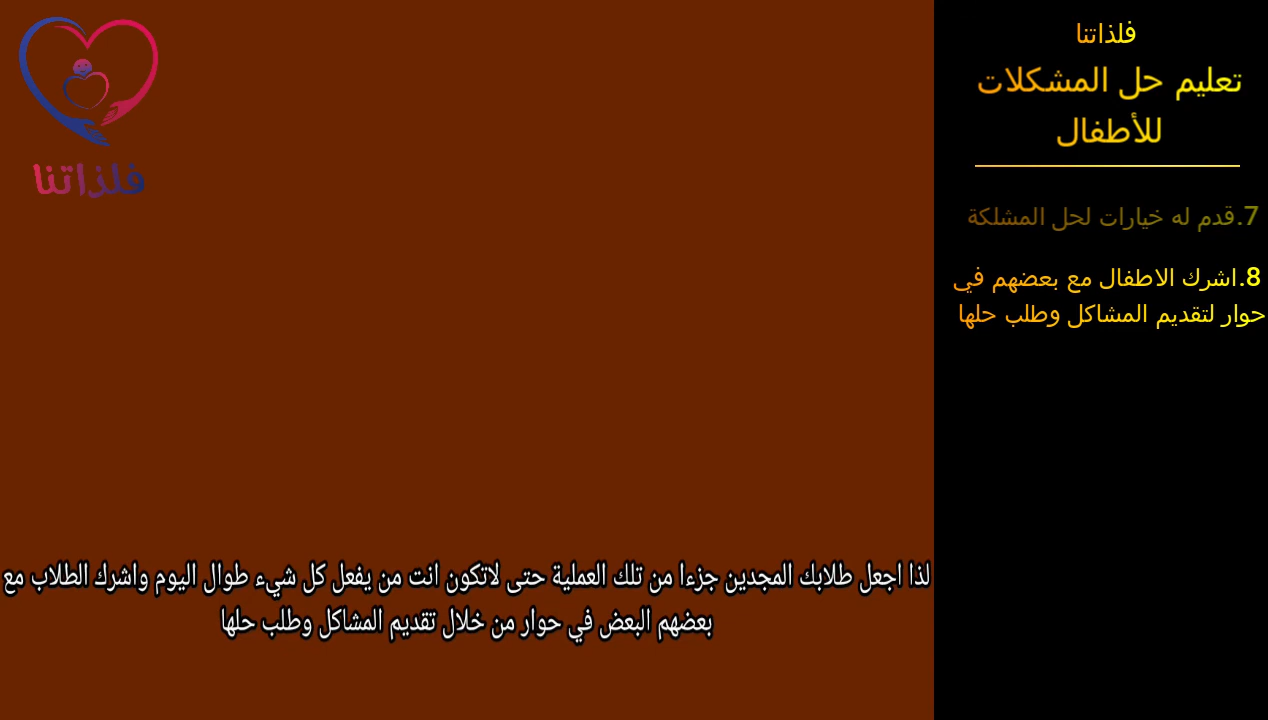 فلذاتنا
فلذاتنا
تعليم حل المشكلات
للأطفال
7.قدم له خيارات لحل المشلكة
8.اشرك الاطفال مع بعضهم في
حوار لتقديم المشاكل وطلب حلها
لذا اجعل طلابك المجدين جزءا من تلك العملية حتى لاتكون انت من يفعل كل شيء طوال اليوم واشرك الطلاب مع
بعضهم البعض في حوار من خلال تقديم المشاكل وطلب حلها